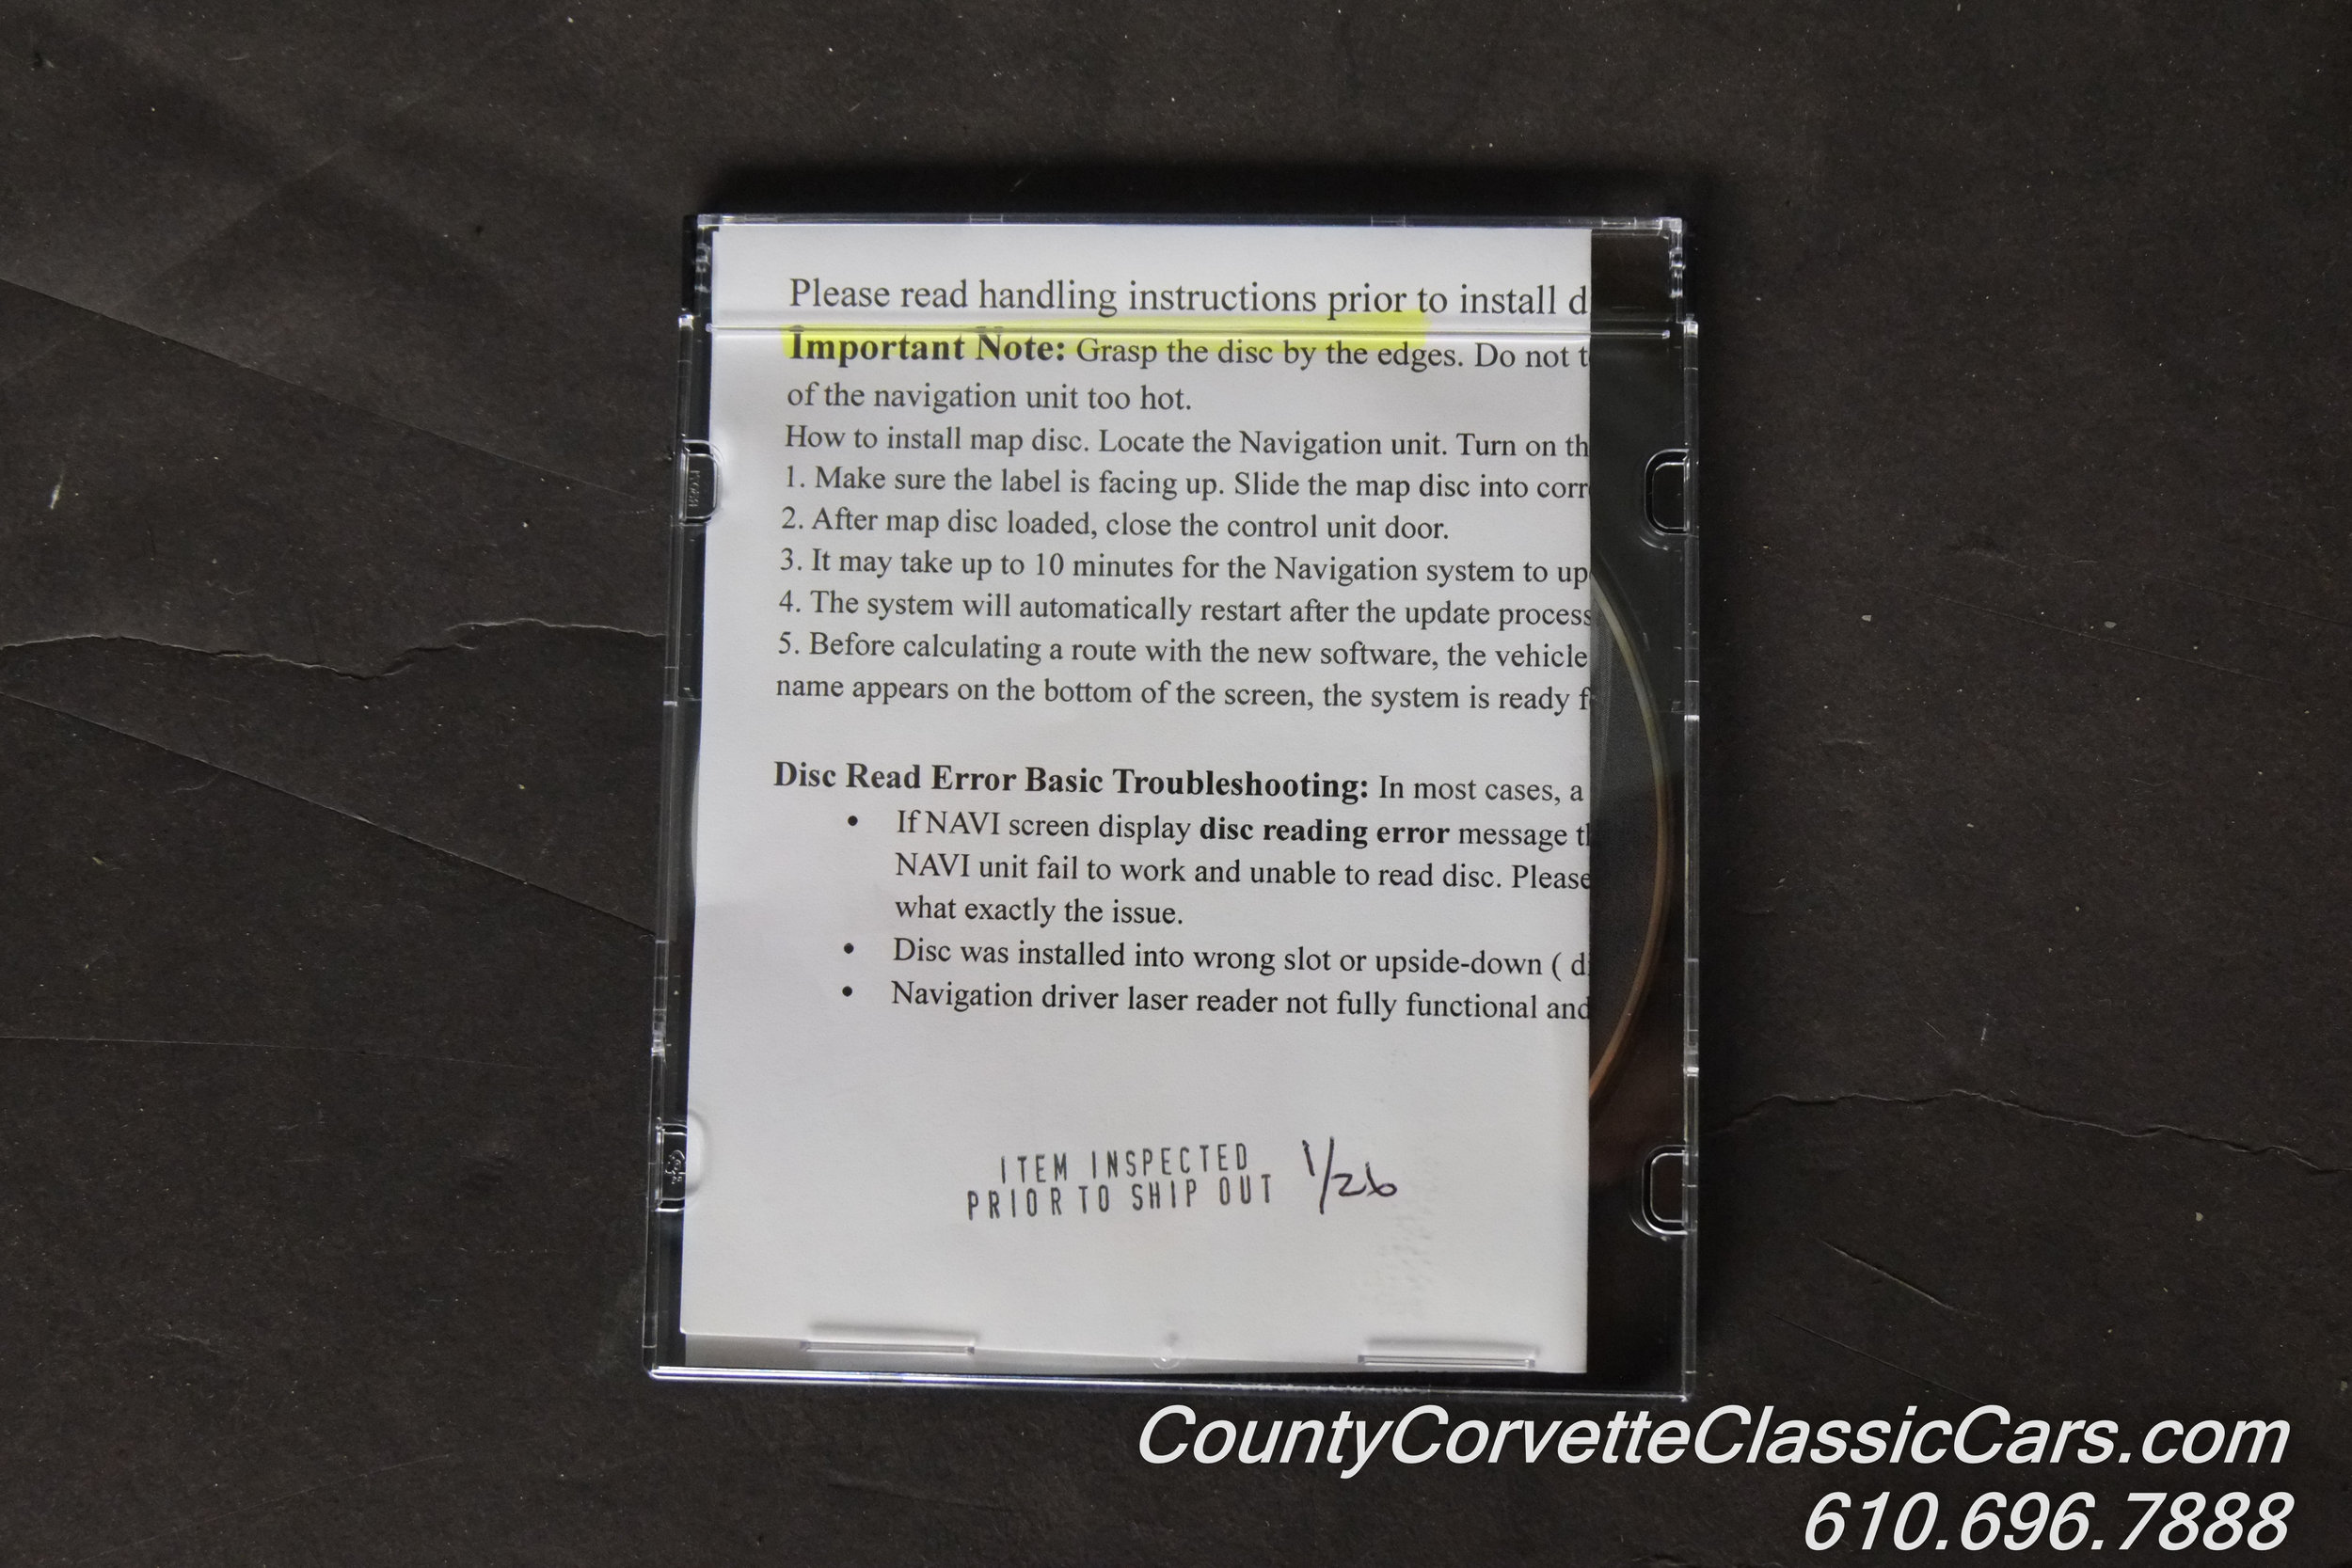 Please read handling instructions prior to install d
Important Note: Grasp the disc by the edges. Do not t
of the navigation unit too hot.
How to install map disc. Locate the Navigation unit. Turn on th
1. Make sure the label is facing up. Slide the map disc into corr
2. After map disc loaded, close the control unit door.
3. It may take up to 10 minutes for the Navigation system to up
4. The system will automatically restart after the update process
5. Before calculating a route with the new software, the vehicle
name appears on the bottom of the screen, the system is ready f
Disc Read Error Basic Troubleshooting: In most cases, a
• If NAVI screen display disc reading error message th
NAVI unit fail to work and unable to read disc. Please
what exactly the issue.
• Disc was installed into wrong slot or upside-down ( di
• Navigation driver laser reader not fully functional and
ITEM INSPECTED
PRIOR TO SHIP OUT 1/26
CountyCorvetteClassicCars.com
610.696.7888